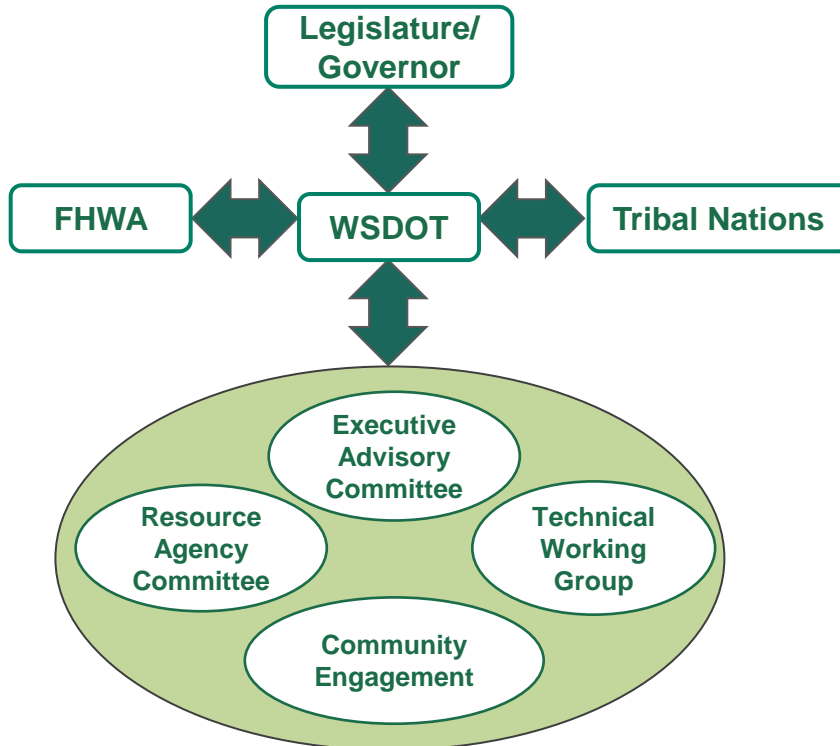 Legislature/
Governor
FHWA
WSDOT
Tribal Nations
Executive
Advisory
Committee
Resource
Agency
Committee
Technical
Working
Group
Community
Engagement